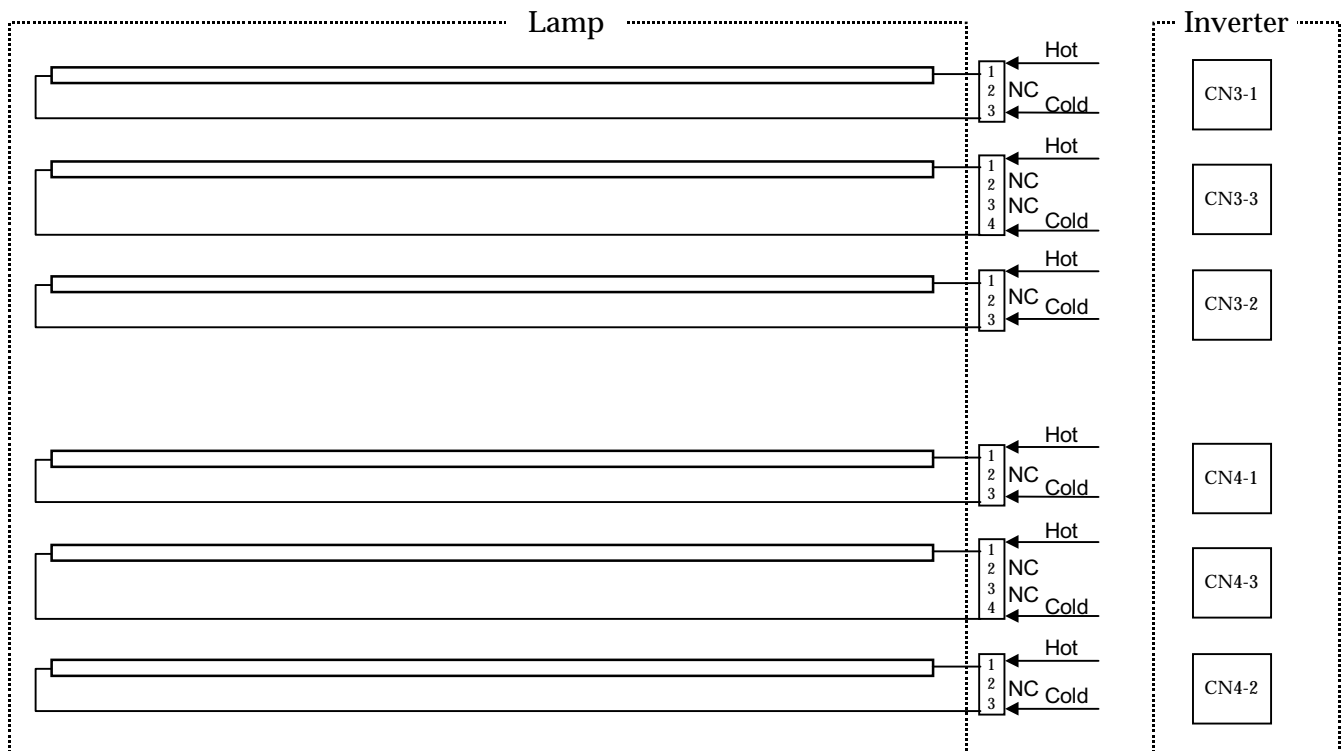 Lamp
Inverter
Hot
1
2 NC
3 Cold
CN3-1
Hot
1
2 NC
3 NC
4 Cold
CN3-3
Hot
1
2 NC
3 Cold
CN3-2
Hot
1
2 NC
3 Cold
CN4-1
Hot
1
2 NC
3 NC
4 Cold
CN4-3
Hot
1
2 NC
3 Cold
CN4-2